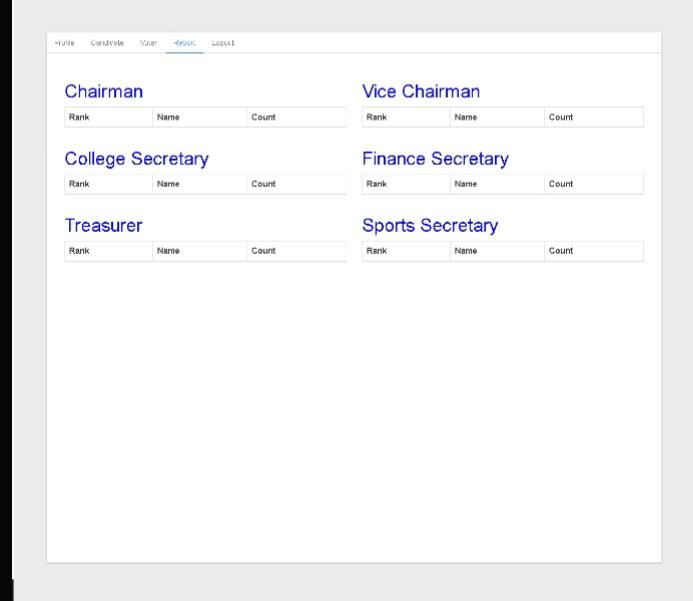 Profile Candidate Voter Report Logout
Chairman
Rank Name Count
Vice Chairman
Rank Name Count
College Secretary
Rank Name Count
Finance Secretary
Rank Name Count
Treasurer
Rank Name Count
Sports Secretary
Rank Name Count